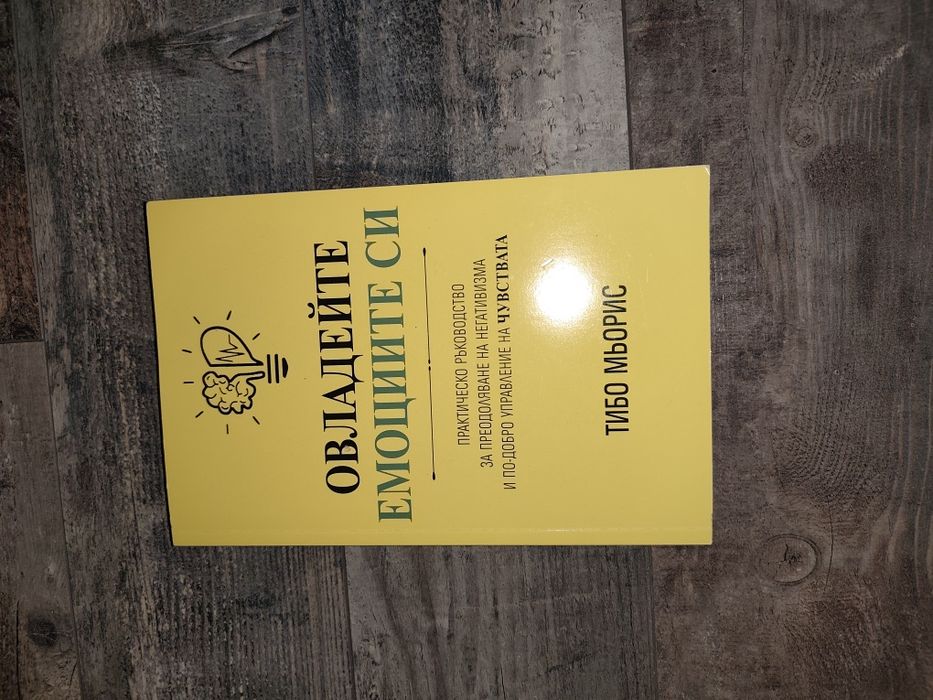 ОВЛАДЕЙТЕ
ЕМОЦИИТЕ СИ
ПРАКТИЧЕСКО РЪКОВОДСТВО
ЗА ПРЕОДОЛЯВАНЕ НА НЕГАТИВИЗМА
И ПО-ДОБРО УПРАВЛЕНИЕ НА ЧУВСТВАТА
ТИБО МЬОРИС